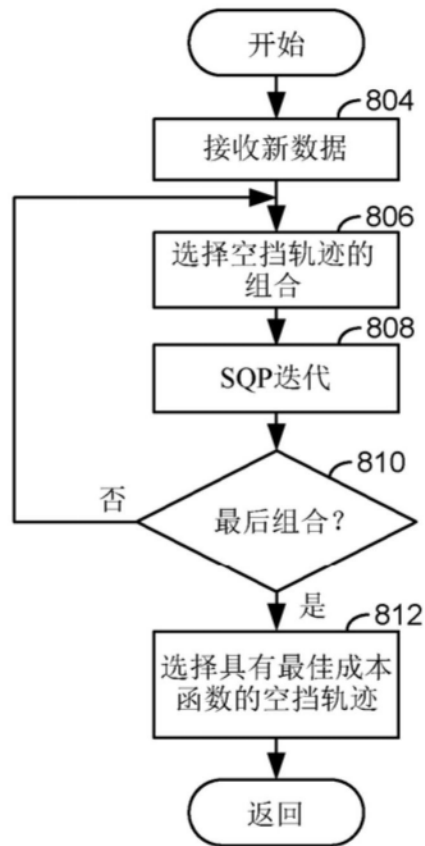 开始
804
接收新数据
806
选择空挡轨迹的
组合
808
SQP迭代
810
否
最后组合？
是
812
选择具有最佳成本
函数的空挡轨迹
返回